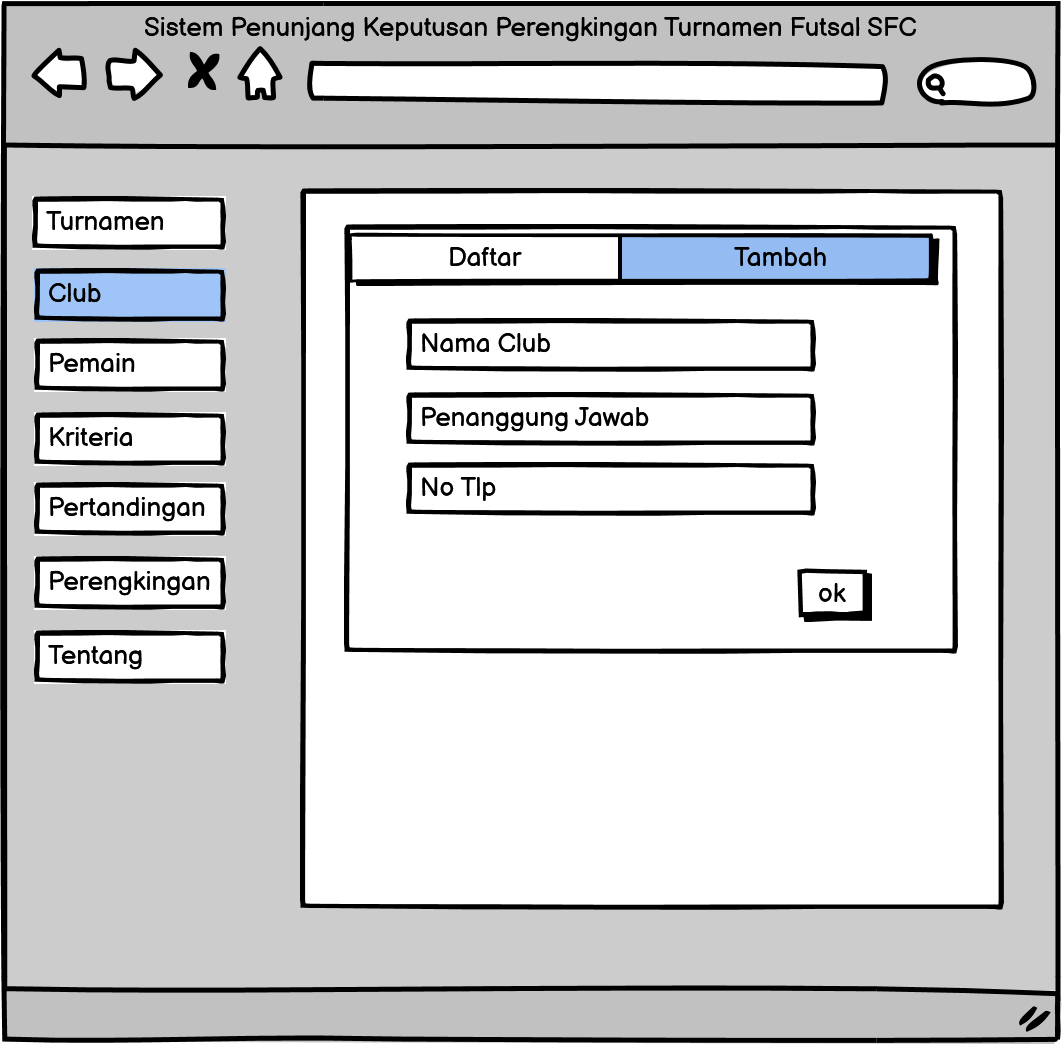 Sistem Penunjang Keputusan Perengkingan Turnamen Futsal SFC
Turnamen
Club
Pemain
Kriteria
Pertandingan
Perengkingan
Tentang
Daftar
Tambah
Nama Club
Penanggung Jawab
No Tlp
ok